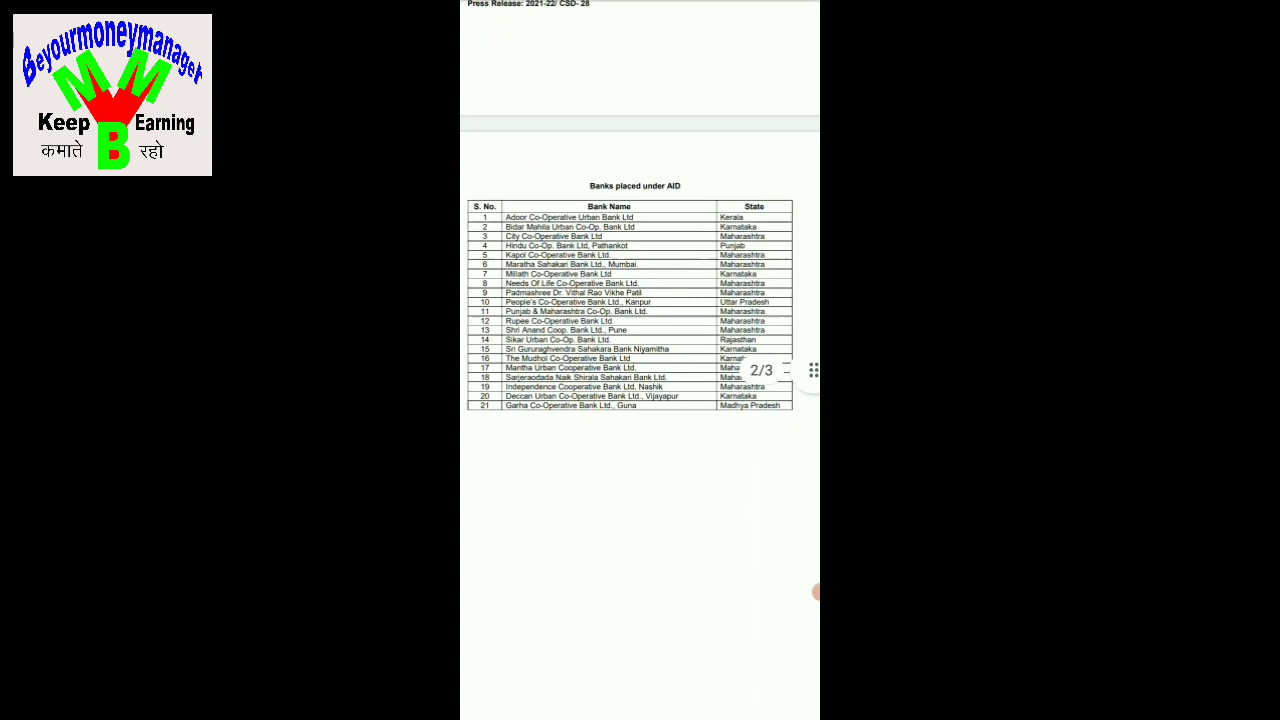 Beyourmoneymanager
M M
Keep B Earning
कमाते रहो
Press Release: 2021-22/ CSD- 28
Banks placed under AID
S. No. Bank Name State
1 Adoor Co-Operative Urban Bank Ltd Kerala
2 Bidar Mahila Urban Co-Op. Bank Ltd Karnataka
3 City Co-Operative Bank Ltd Maharashtra
4 Hindu Co-Op. Bank Ltd, Pathankot Punjab
5 Kapol Co-Operative Bank Ltd. Maharashtra
6 Maratha Sahakari Bank Ltd., Mumbai. Maharashtra
7 Millath Co-Operative Bank Ltd Karnataka
8 Needs Of Life Co-Operative Bank Ltd. Maharashtra
9 Padmashree Dr. Vithal Rao Vikhe Patil Maharashtra
10 People's Co-Operative Bank Ltd., Kanpur Uttar Pradesh
11 Punjab & Maharashtra Co-Op. Bank Ltd. Maharashtra
12 Rupee Co-Operative Bank Ltd. Maharashtra
13 Shri Anand Coop. Bank Ltd., Pune Maharashtra
14 Sikar Urban Co-Op. Bank Ltd. Rajasthan
15 Sri Gururaghvendra Sahakara Bank Niyamitha Karnataka
16 The Mudhol Co-Operative Bank Ltd
17 Mantha Urban Cooperative Bank Ltd. Maha
18 Sarjeraodada Naik Shirala Sahakari Bank Ltd.
2/3
19 Independence Cooperative Bank Ltd, Nashik Maharashtra
20 Deccan Urban Co-Operative Bank Ltd., Vijayapur Karnataka
21 Garha Co-Operative Bank Ltd., Guna Madhya Pradesh